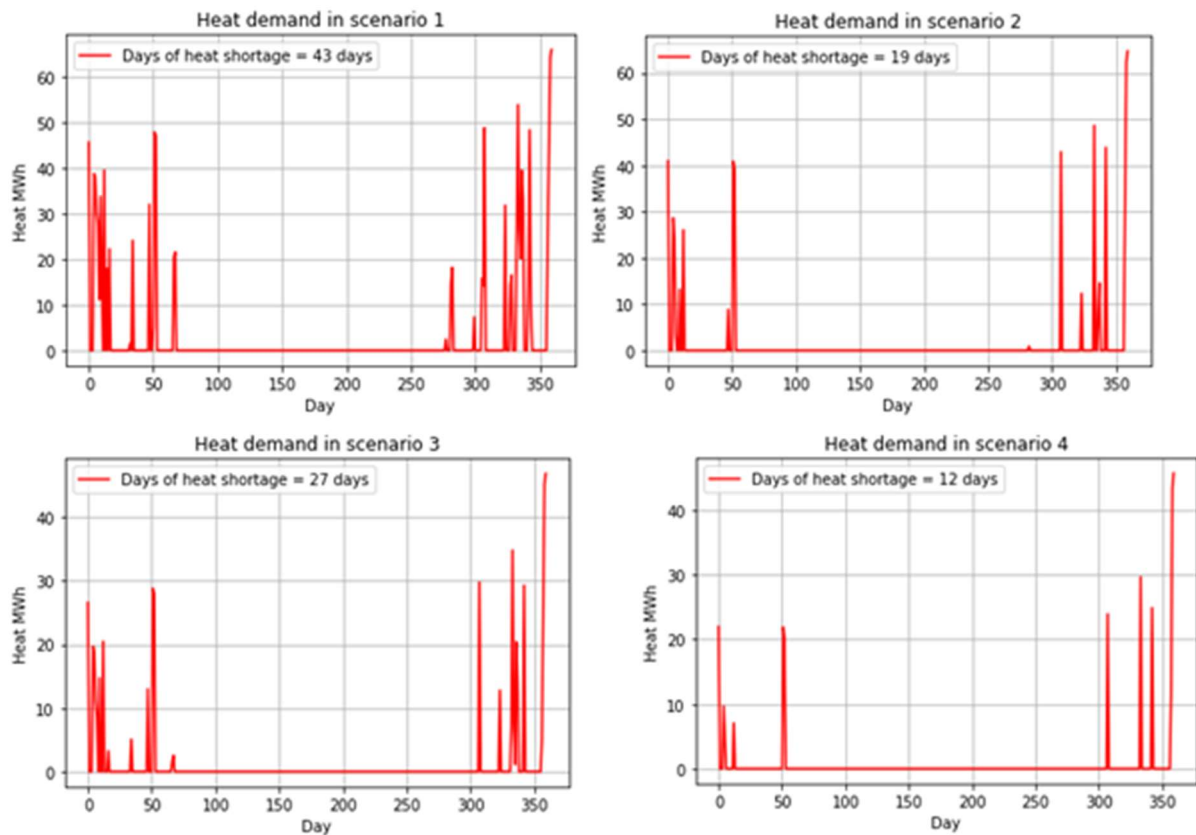 Heat demand in scenario 1
Days of heat shortage = 43 days
60
50
40
30
20
10
0
Heat MWh
0 50 100 150 200 250 300 350
Day
Heat demand in scenario 2
Days of heat shortage = 19 days
60
50
40
30
20
10
0
Heat MWh
0 50 100 150 200 250 300 350
Day
Heat demand in scenario 3
Days of heat shortage = 27 days
40
30
20
10
0
Heat MWh
0 50 100 150 200 250 300 350
Day
Heat demand in scenario 4
Days of heat shortage = 12 days
40
30
20
10
0
Heat MWh
0 50 100 150 200 250 300 350
Day